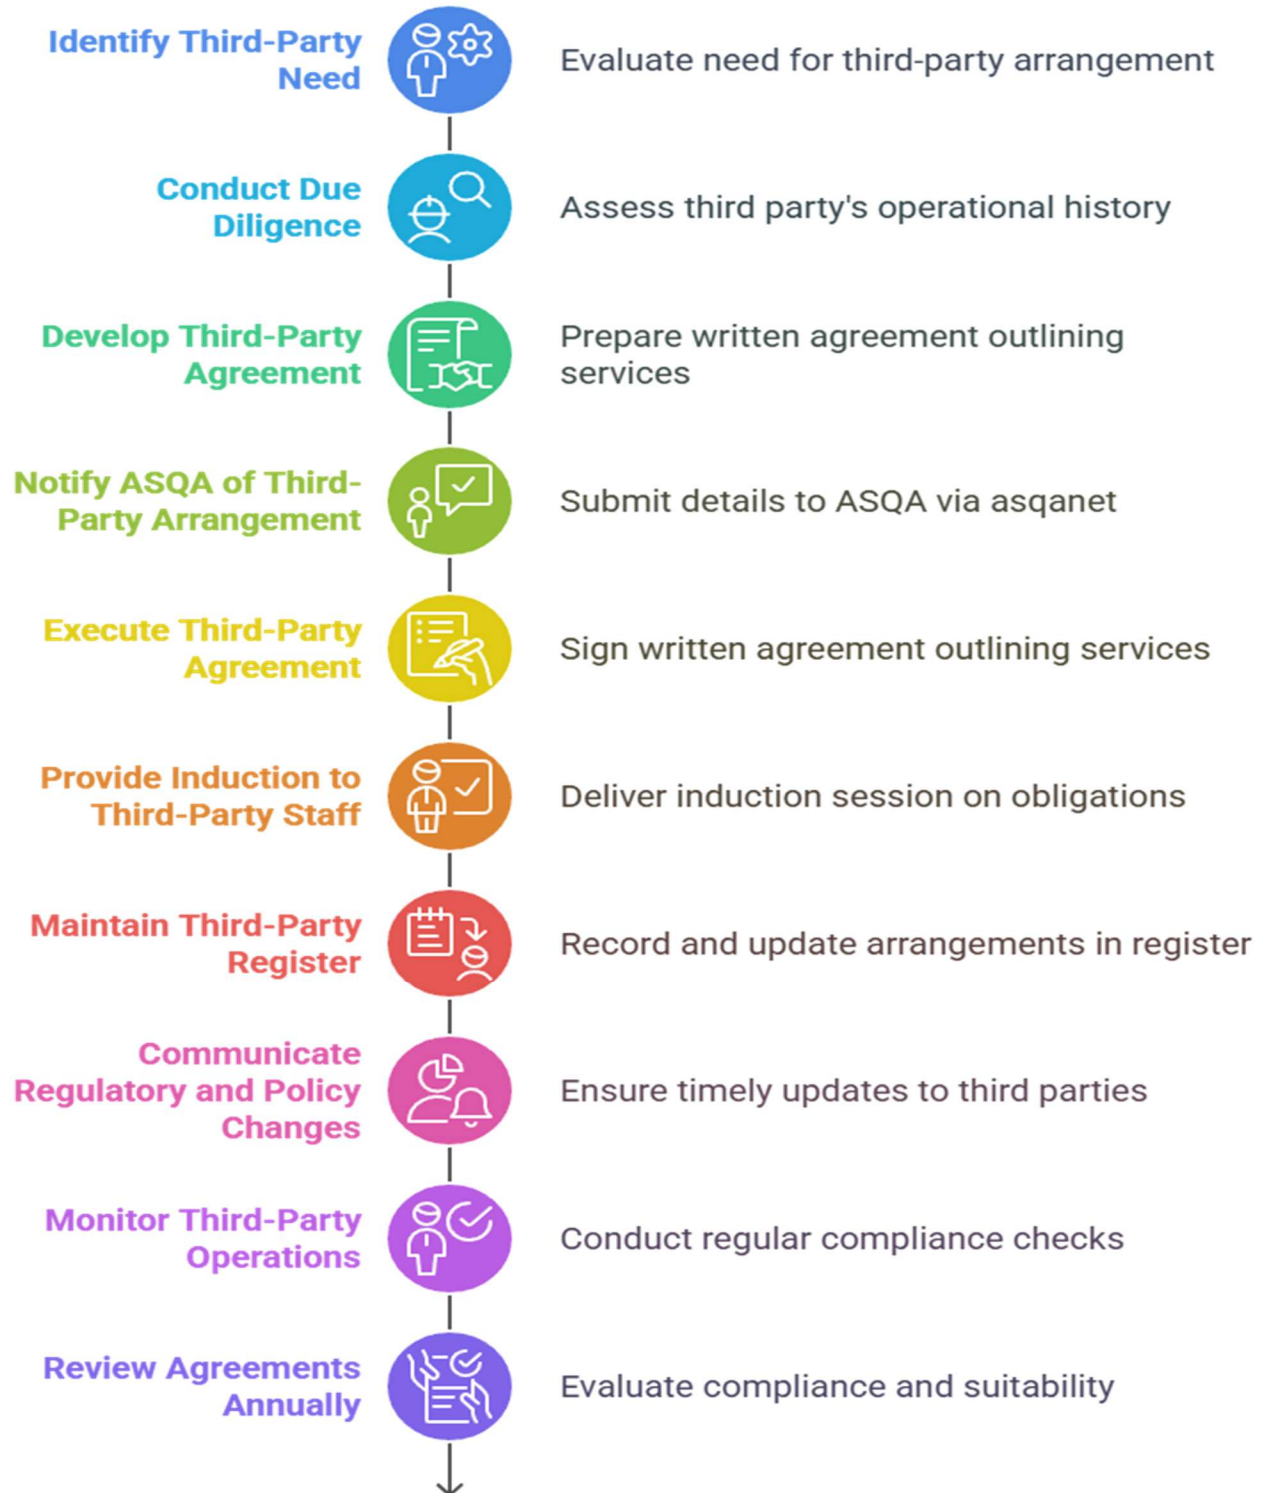 Identify Third-Party
Need
Evaluate need for third-party arrangement
Conduct Due
Diligence
Assess third party's operational history
Develop Third-Party
Agreement
Prepare written agreement outlining
services
Notify ASQA of Third-
Party Arrangement
Submit details to ASQA via asqanet
Execute Third-Party
Agreement
Sign written agreement outlining services
Provide Induction to
Third-Party Staff
Deliver induction session on obligations
Maintain Third-Party
Register
Record and update arrangements in register
Communicate
Regulatory and Policy
Changes
Ensure timely updates to third parties
Monitor Third-Party
Operations
Conduct regular compliance checks
Review Agreements
Annually
Evaluate compliance and suitability